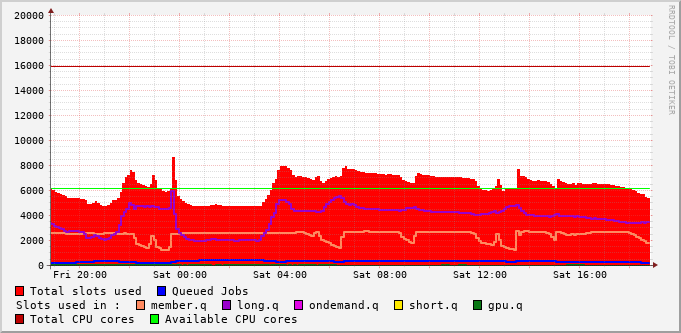 20000
18000
16000
14000
12000
10000
8000
6000
4000
2000
0
Fri 20:00 Sat 00:00 Sat 04:00 Sat 08:00 Sat 12:00 Sat 16:00
Total slots used Queued Jobs
Slots used in : member.q long.q ondemand.q short.q gpu.q
Total CPU cores Available CPU cores
RRDTOOL / TOBI OETIKER